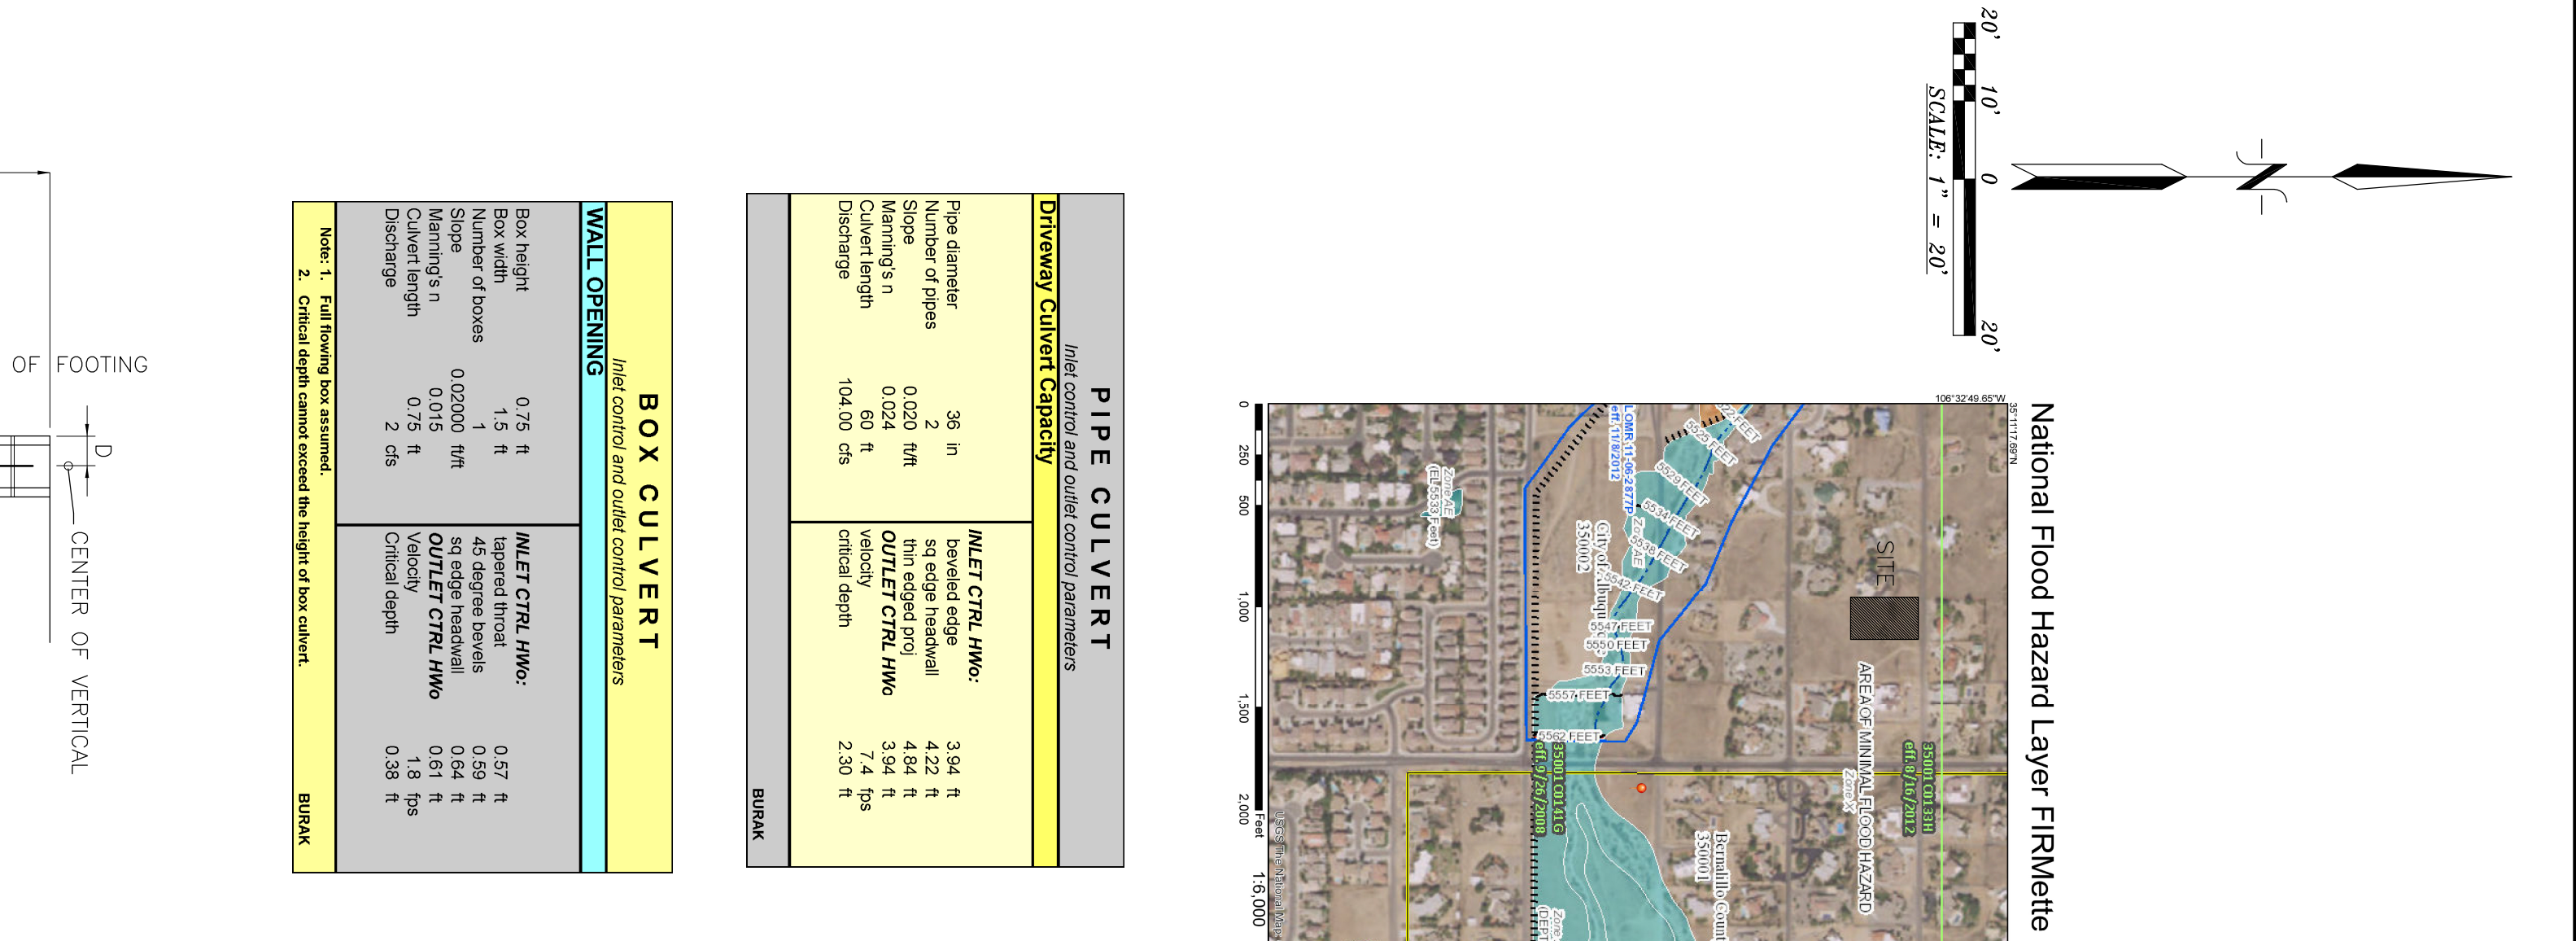 20' 10' 0 20'
SCALE: 1" = 20'
N
National Flood Hazard Layer FIRMette
106°32'49.65"W
35°11'17.69"N
SITE
AREA OF MINIMAL FLOOD HAZARD
Zone X
35001C0133H
eff. 8/16/2012
5525 FEET
5529 FEET
5534 FEET
5538 FEET
5542 FEET
5547 FEET
5550 FEET
5553 FEET
5557 FEET
5562 FEET
LOMR 11-06-2877P
eff. 11/8/2012
Zone AE
City of Albuquerque
350002
Zone AE
(EL 5533 Feet)
35001C0141G
eff. 9/26/2008
Bernalillo Count
350001
Zone
(DEPT
USGS The National Map
0 250 500 1,000 1,500 2,000 Feet
1:6,000
PIPE CULVERT
Inlet control and outlet control parameters
Driveway Culvert Capacity
Pipe diameter 36 in
Number of pipes 2
Slope 0.020 ft/ft
Manning's n 0.024
Culvert length 60 ft
Discharge 104.00 cfs
INLET CTRL HWo:
beveled edge 3.94 ft
sq edge headwall 4.22 ft
thin edged proj 4.84 ft
OUTLET CTRL HWo 3.94 ft
velocity 7.4 fps
critical depth 2.30 ft
BURAK
BOX CULVERT
Inlet control and outlet control parameters
WALL OPENING
Box height 0.75 ft
Box width 1.5 ft
Number of boxes 1
Slope 0.02000 ft/ft
Manning's n 0.015
Culvert length 0.75 ft
Discharge 2 cfs
INLET CTRL HWo:
tapered throat 0.57 ft
45 degree bevels 0.59 ft
sq edge headwall 0.64 ft
OUTLET CTRL HWo 0.61 ft
Velocity 1.8 fps
Critical depth 0.38 ft
Note: 1. Full flowing box assumed.
2. Critical depth cannot exceed the height of box culvert.
BURAK
OF FOOTING
D
CENTER OF VERTICAL